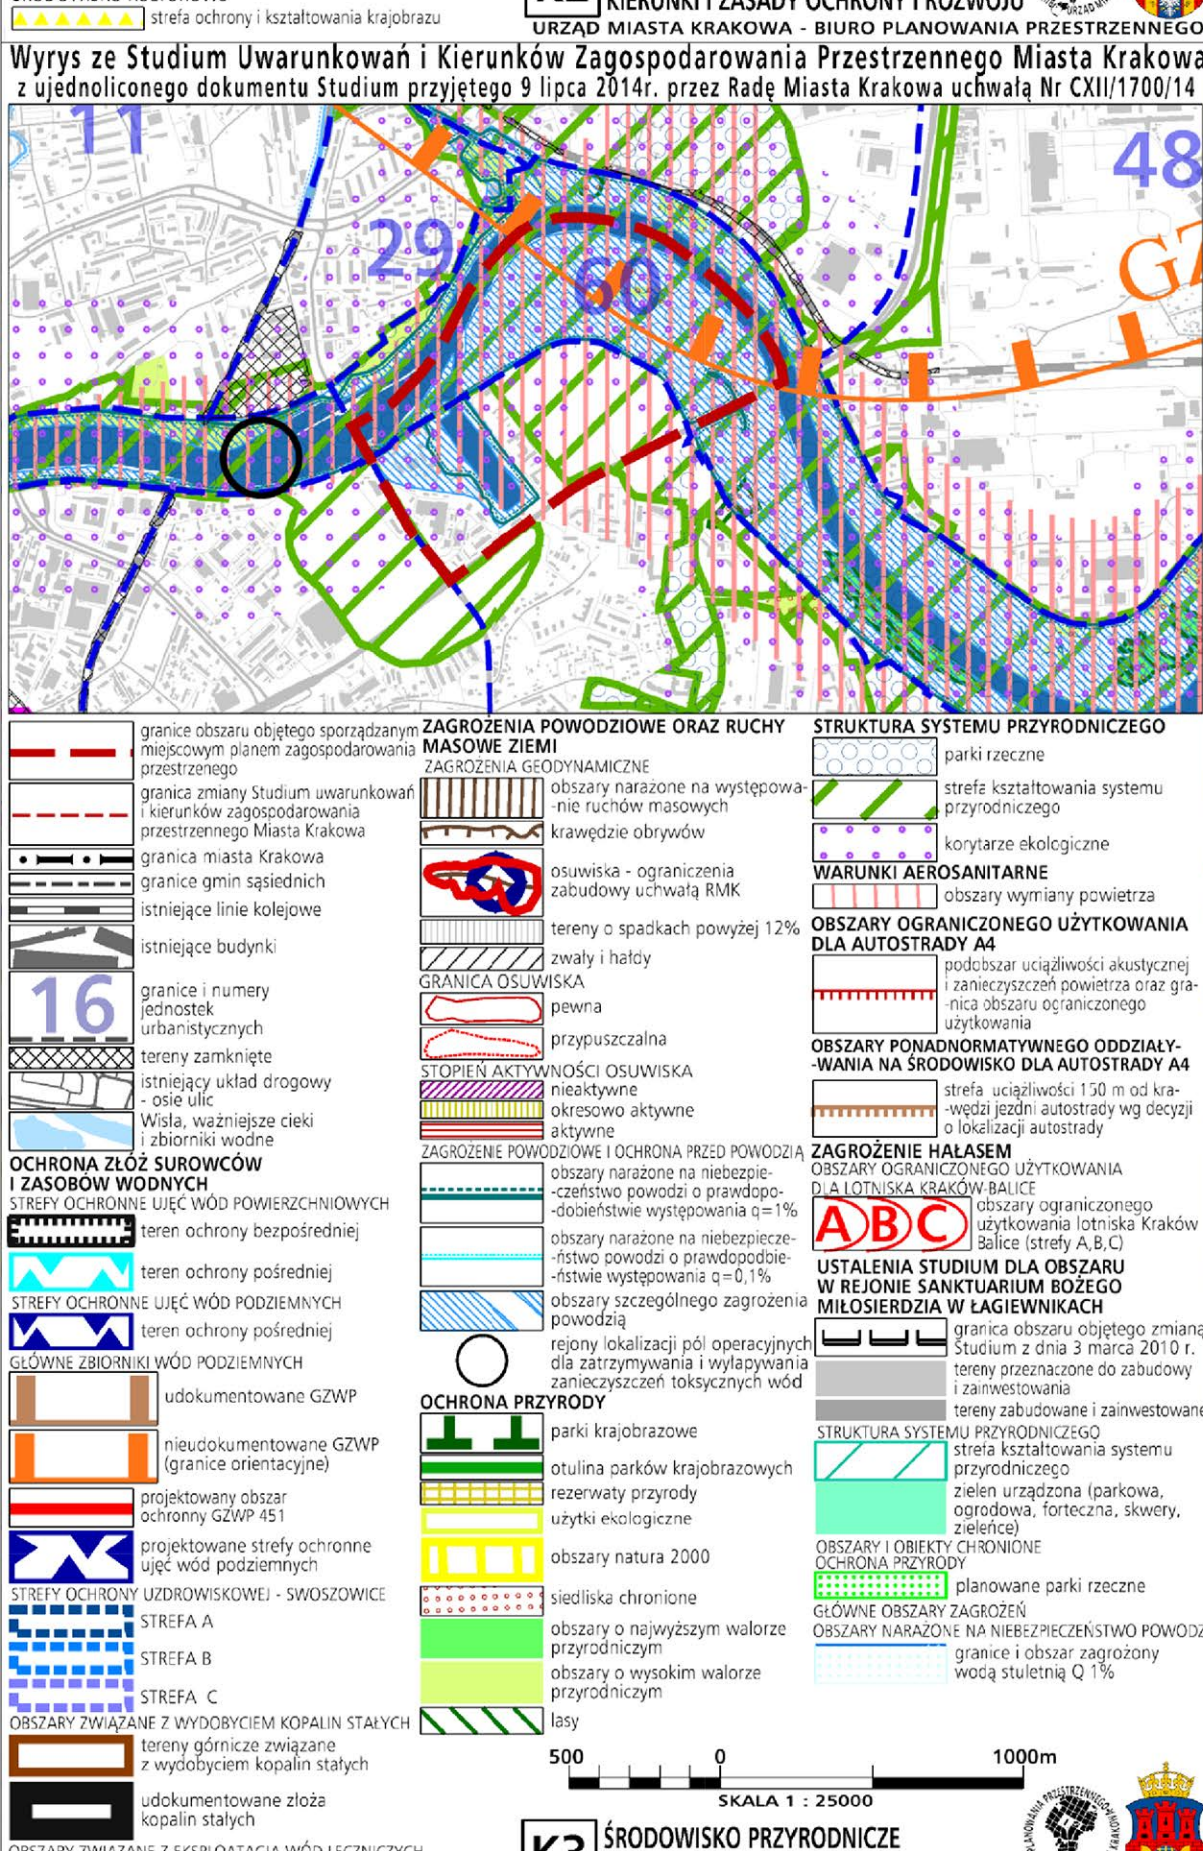 strefa ochrony i kształtowania krajobrazu
KIERUNKI I ZASADY OCHRONY I ROZWOJU
URZĄD MIASTA KRAKOWA - BIURO PLANOWANIA PRZESTRZENNEGO
Wyrys ze Studium Uwarunkowań i Kierunków Zagospodarowania Przestrzennego Miasta Krakowa
z ujednoliconego dokumentu Studium przyjętego 9 lipca 2014r. przez Radę Miasta Krakowa uchwałą Nr CXII/1700/14
11
48
29
60
GZ
granice obszaru objętego sporządzanym
miejscowym planem zagospodarowania
przestrzenego
granica zmiany Studium uwarunkowań
i kierunków zagospodarowania
przestrzennego Miasta Krakowa
granica miasta Krakowa
granice gmin sąsiednich
istniejące linie kolejowe
istniejące budynki
16
granice i numery
jednostek
urbanistycznych
tereny zamknięte
istniejący układ drogowy
- osie ulic
Wisła, ważniejsze cieki
i zbiorniki wodne
OCHRONA ZŁÓŻ SUROWCÓW
I ZASOBÓW WODNYCH
STREFY OCHRONNE UJĘĆ WÓD POWIERZCHNIOWYCH
teren ochrony bezpośredniej
teren ochrony pośredniej
STREFY OCHRONNE UJĘĆ WÓD PODZIEMNYCH
teren ochrony pośredniej
GŁÓWNE ZBIORNIKI WÓD PODZIEMNYCH
udokumentowane GZWP
nieudokumentowane GZWP
(granice orientacyjne)
projektowany obszar
ochronny GZWP 451
projektowane strefy ochronne
ujęć wód podziemnych
STREFY OCHRONY UZDROWISKOWEJ - SWOSZOWICE
STREFA A
STREFA B
STREFA C
OBSZARY ZWIĄZANE Z WYDOBYCIEM KOPALIN STAŁYCH
tereny górnicze związane
z wydobyciem kopalin stałych
udokumentowane złoża
kopalin stałych
OBSZARY ZWIĄZANE Z EKSPLOATACJĄ WÓD LECZNICZYCH
ZAGROŻENIA POWODZIOWE ORAZ RUCHY
MASOWE ZIEMI
ZAGROŻENIA GEODYNAMICZNE
obszary narażone na występowa-
-nie ruchów masowych
krawędzie obrywów
osuwiska - ograniczenia
zabudowy uchwałą RMK
tereny o spadkach powyżej 12%
zwały i hałdy
GRANICA OSUWISKA
pewna
przypuszczalna
STOPIEŃ AKTYWNOŚCI OSUWISKA
nieaktywne
okresowo aktywne
aktywne
ZAGROŻENIE POWODZIOWE I OCHRONA PRZED POWODZIĄ
obszary narażone na niebezpie-
-czeństwo powodzi o prawdopo-
-dobieństwie występowania q=1%
obszary narażone na niebezpiecze-
-ństwo powodzi o prawdopodbie-
-ństwie występowania q=0,1%
obszary szczególnego zagrożenia
powodzią
rejony lokalizacji pól operacyjnych
dla zatrzymywania i wyłapywania
zanieczyszczeń toksycznych wód
OCHRONA PRZYRODY
parki krajobrazowe
otulina parków krajobrazowych
rezerwaty przyrody
użytki ekologiczne
obszary natura 2000
siedliska chronione
obszary o najwyższym walorze
przyrodniczym
obszary o wysokim walorze
przyrodniczym
lasy
STRUKTURA SYSTEMU PRZYRODNICZEGO
parki rzeczne
strefa kształtowania systemu
przyrodniczego
korytarze ekologiczne
WARUNKI AEROSANITARNE
obszary wymiany powietrza
OBSZARY OGRANICZONEGO UŻYTKOWANIA
DLA AUTOSTRADY A4
podobszar uciążliwości akustycznej
i zanieczyszczeń powietrza oraz gra-
-nica obszaru ograniczonego
użytkowania
OBSZARY PONADNORMATYWNEGO ODDZIAŁY-
-WANIA NA ŚRODOWISKO DLA AUTOSTRADY A4
strefa uciążliwości 150 m od kra-
-wędzi jezdni autostrady wg decyzji
o lokalizacji autostrady
ZAGROŻENIE HAŁASEM
OBSZARY OGRANICZONEGO UŻYTKOWANIA
DLA LOTNISKA KRAKÓW-BALICE
A B C
obszary ograniczonego
użytkowania lotniska Kraków
Balice (strefy A,B,C)
USTALENIA STUDIUM DLA OBSZARU
W REJONIE SANKTUARIUM BOŻEGO
MIŁOSIERDZIA W ŁAGIEWNIKACH
granica obszaru objętego zmianą
Studium z dnia 3 marca 2010 r.
tereny przeznaczone do zabudowy
i zainwestowania
tereny zabudowane i zainwestowane
STRUKTURA SYSTEMU PRZYRODNICZEGO
strefa kształtowania systemu
przyrodniczego
zielen urządzona (parkowa,
ogrodowa, forteczna, skwery,
zieleńce)
OBSZARY I OBIEKTY CHRONIONE
OCHRONA PRZYRODY
planowane parki rzeczne
GŁÓWNE OBSZARY ZAGROŻEŃ
OBSZARY NARAŻONE NA NIEBEZPIECZEŃSTWO POWODZ
granice i obszar zagrożony
wodą stuletnią Q 1%
500 0 1000m
SKALA 1 : 25000
K3
ŚRODOWISKO PRZYRODNICZE